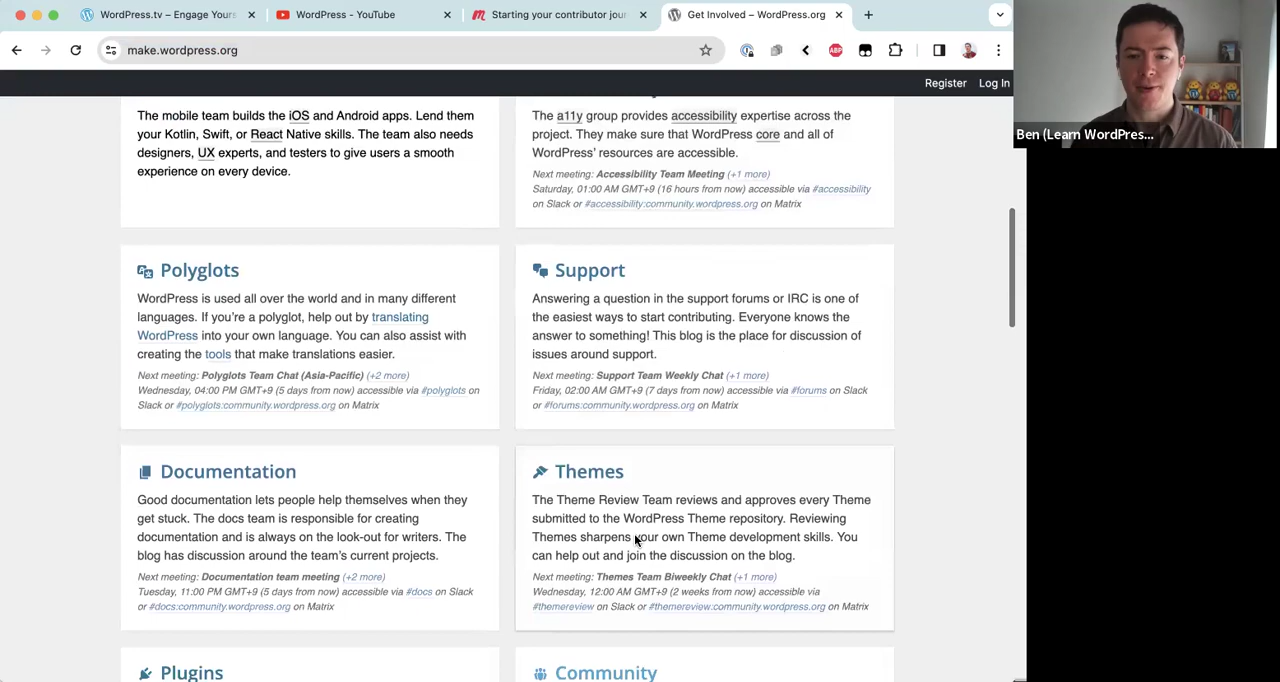 WordPress.tv – Engage Yours
WordPress - YouTube
Starting your contributor jour
Get Involved – WordPress.org
make.wordpress.org
ABP
Register
Log In
Ben (Learn WordPres...
The mobile team builds the iOS and Android apps. Lend them
your Kotlin, Swift, or React Native skills. The team also needs
designers, UX experts, and testers to give users a smooth
experience on every device.
The a11y group provides accessibility expertise across the
project. They make sure that WordPress core and all of
WordPress’ resources are accessible.
Next meeting: Accessibility Team Meeting (+1 more)
Saturday, 01:00 AM GMT+9 (16 hours from now) accessible via #accessibility
on Slack or #accessibility:community.wordpress.org on Matrix
Polyglots
WordPress is used all over the world and in many different
languages. If you’re a polyglot, help out by translating
WordPress into your own language. You can also assist with
creating the tools that make translations easier.
Next meeting: Polyglots Team Chat (Asia-Pacific) (+2 more)
Wednesday, 04:00 PM GMT+9 (5 days from now) accessible via #polyglots on
Slack or #polyglots:community.wordpress.org on Matrix
Support
Answering a question in the support forums or IRC is one of
the easiest ways to start contributing. Everyone knows the
answer to something! This blog is the place for discussion of
issues around support.
Next meeting: Support Team Weekly Chat (+1 more)
Friday, 02:00 AM GMT+9 (7 days from now) accessible via #forums on Slack
or #forums:community.wordpress.org on Matrix
Documentation
Good documentation lets people help themselves when they
get stuck. The docs team is responsible for creating
documentation and is always on the look-out for writers. The
blog has discussion around the team’s current projects.
Next meeting: Documentation team meeting (+2 more)
Tuesday, 11:00 PM GMT+9 (5 days from now) accessible via #docs on Slack
or #docs:community.wordpress.org on Matrix
Themes
The Theme Review Team reviews and approves every Theme
submitted to the WordPress Theme repository. Reviewing
Themes sharpens your own Theme development skills. You
can help out and join the discussion on the blog.
Next meeting: Themes Team Biweekly Chat (+1 more)
Wednesday, 12:00 AM GMT+9 (2 weeks from now) accessible via
#themereview on Slack or #themereview:community.wordpress.org on Matrix
Plugins
Community